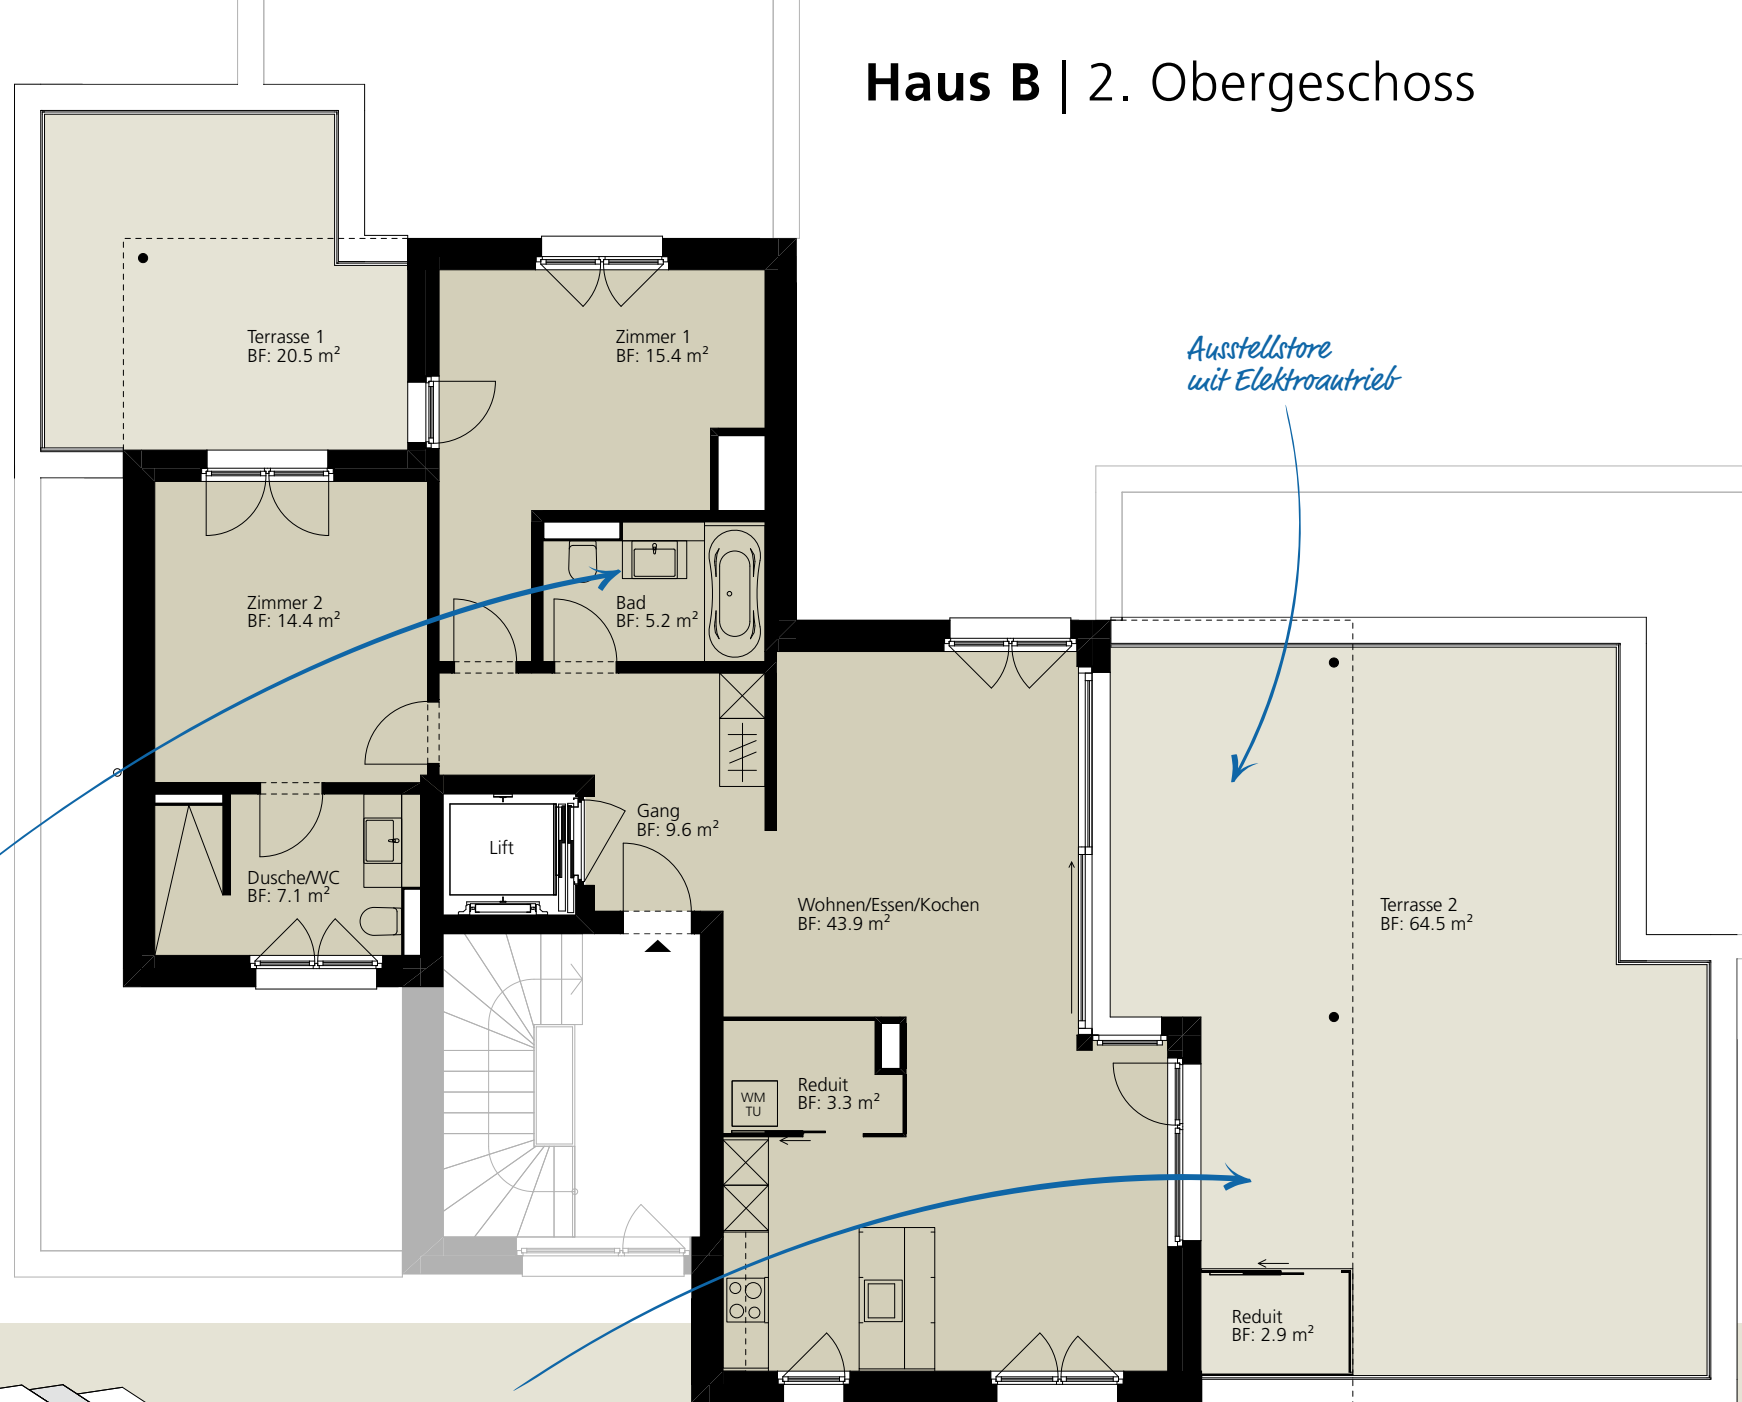 Haus B | 2. Obergeschoss
Terrasse 1
BF: 20.5 m²
Zimmer 1
BF: 15.4 m²
Ausstellstore
mit Elektroantrieb
Zimmer 2
BF: 14.4 m²
Bad
BF: 5.2 m²
Gang
BF: 9.6 m²
Lift
Dusche/WC
BF: 7.1 m²
Wohnen/Essen/Kochen
BF: 43.9 m²
Terrasse 2
BF: 64.5 m²
Reduit
BF: 3.3 m²
WM
TU
Reduit
BF: 2.9 m²